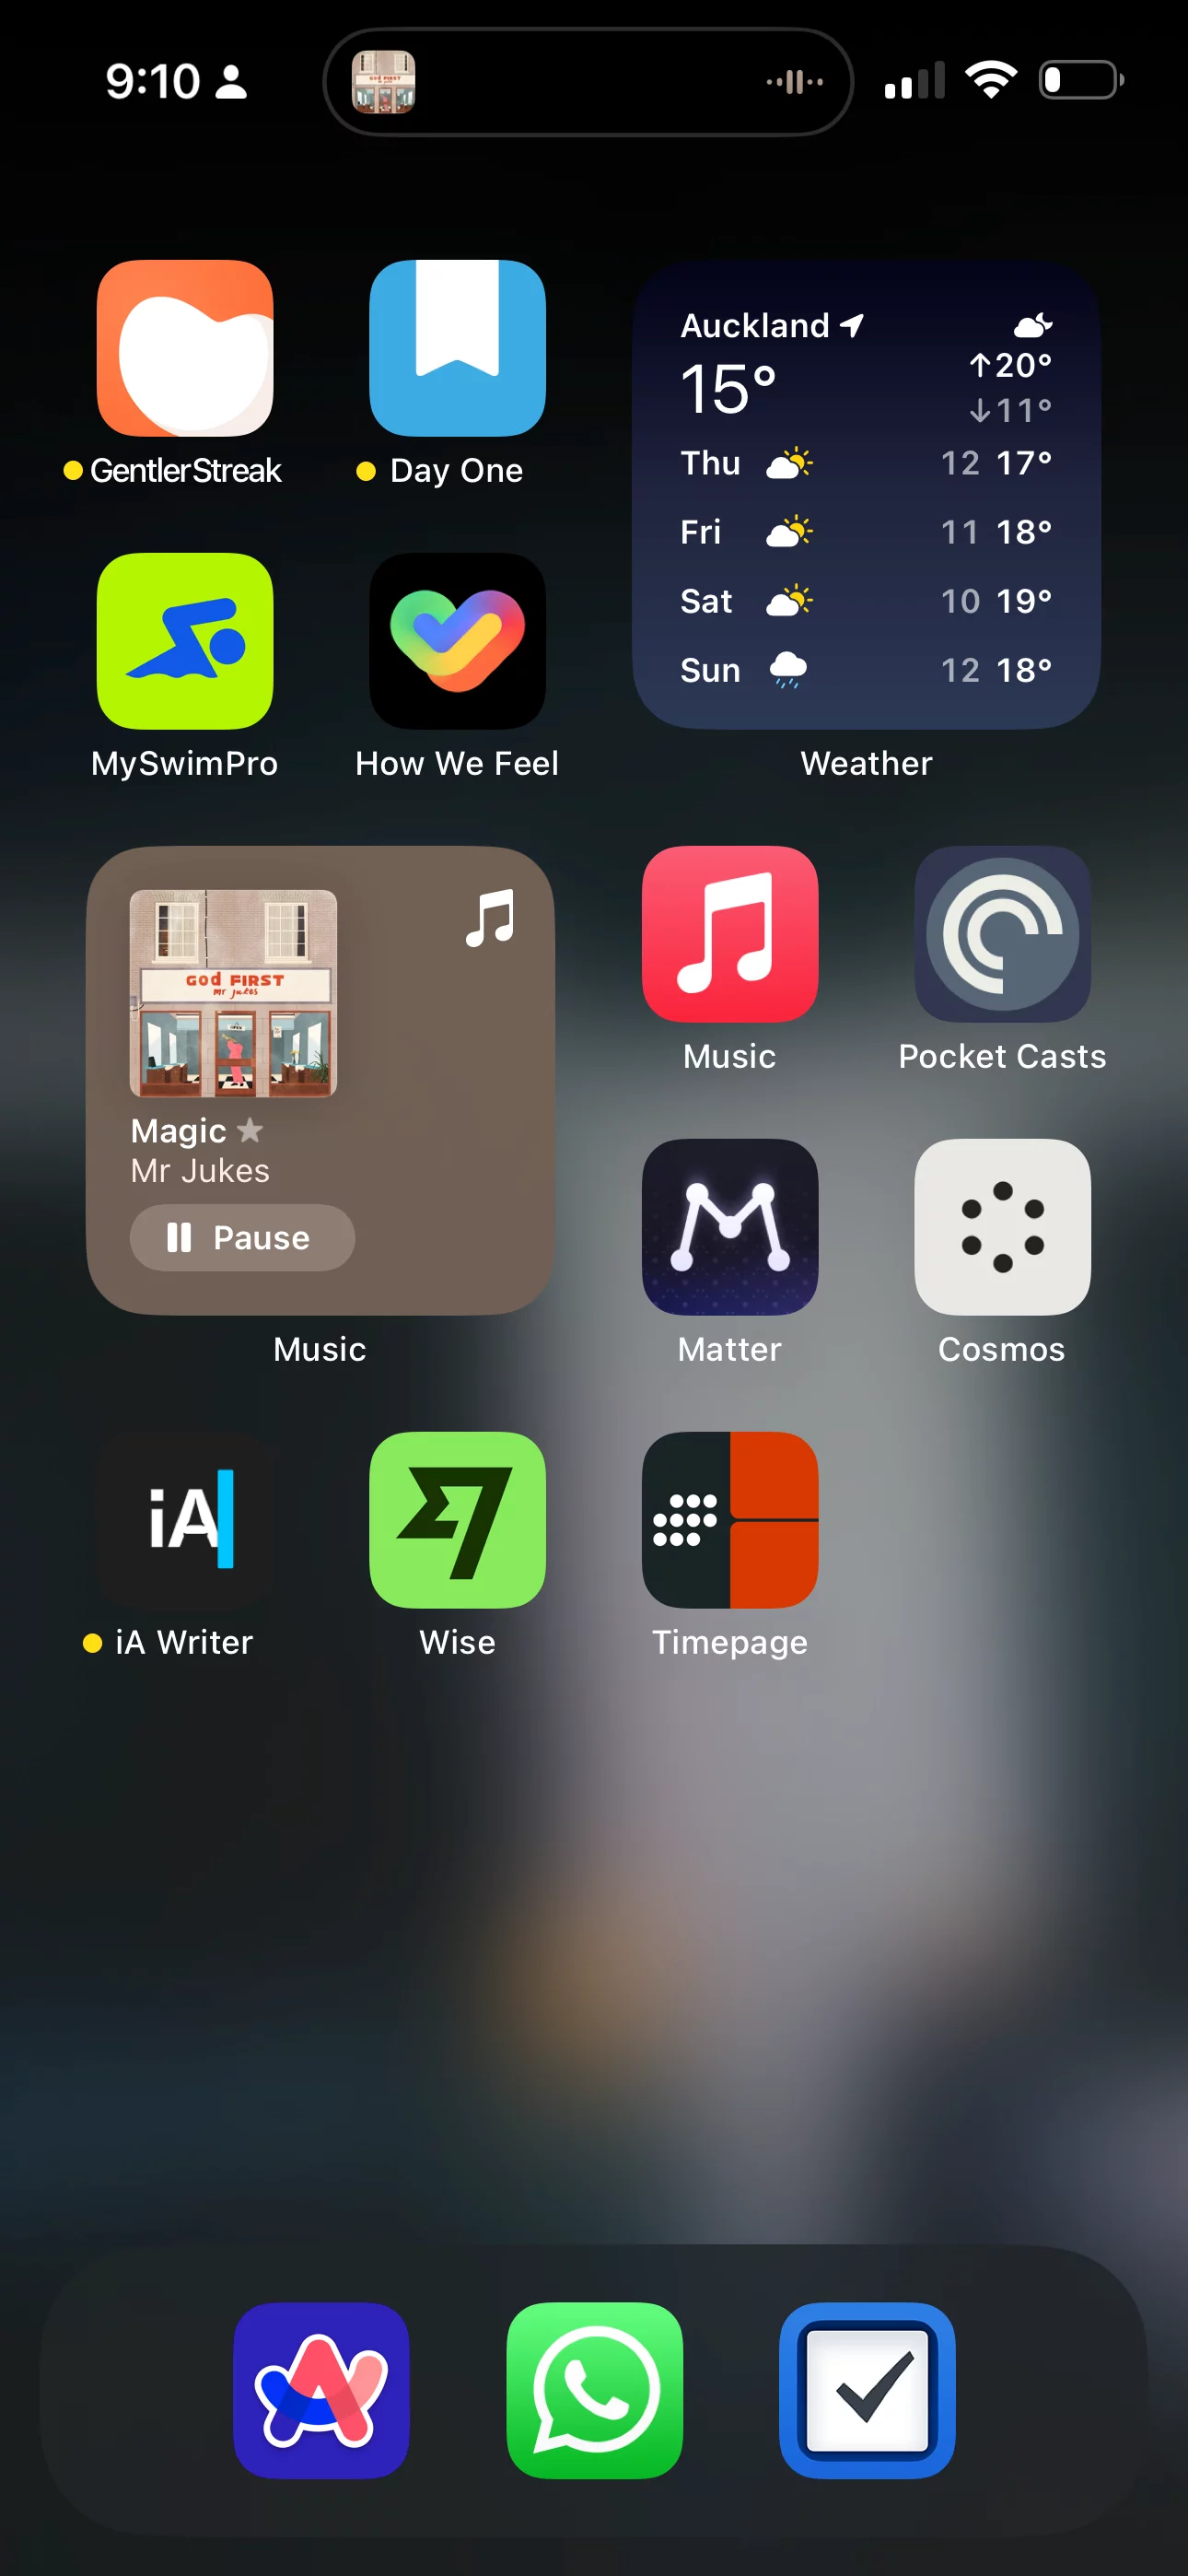 9:10
Auckland
15°
↑20°
↓11°
Thu 12 17°
Fri 11 18°
Sat 10 19°
Sun 12 18°
GentlerStreak
Day One
MySwimPro
How We Feel
Weather
GOD FIRST
mr jukes
Magic
Mr Jukes
Pause
Music
Music
Pocket Casts
Matter
Cosmos
iA
iA Writer
Wise
Timepage